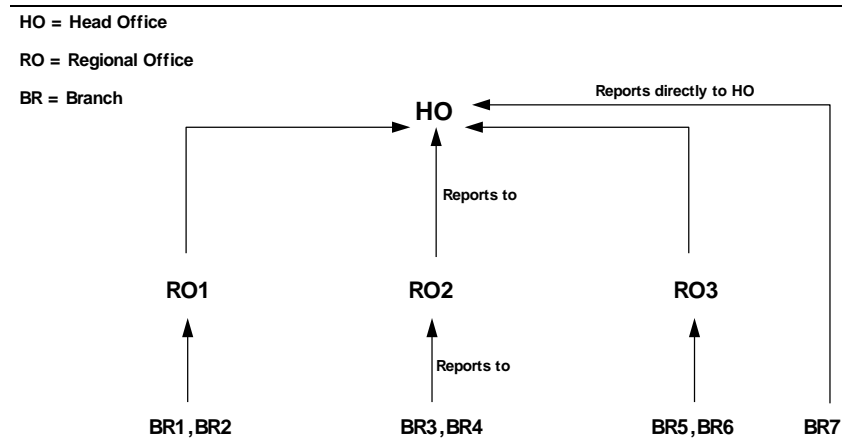 HO = Head Office
RO = Regional Office
BR = Branch
Reports directly to HO
HO
Reports to
RO1
RO2
RO3
Reports to
BR1,BR2
BR3,BR4
BR5,BR6
BR7